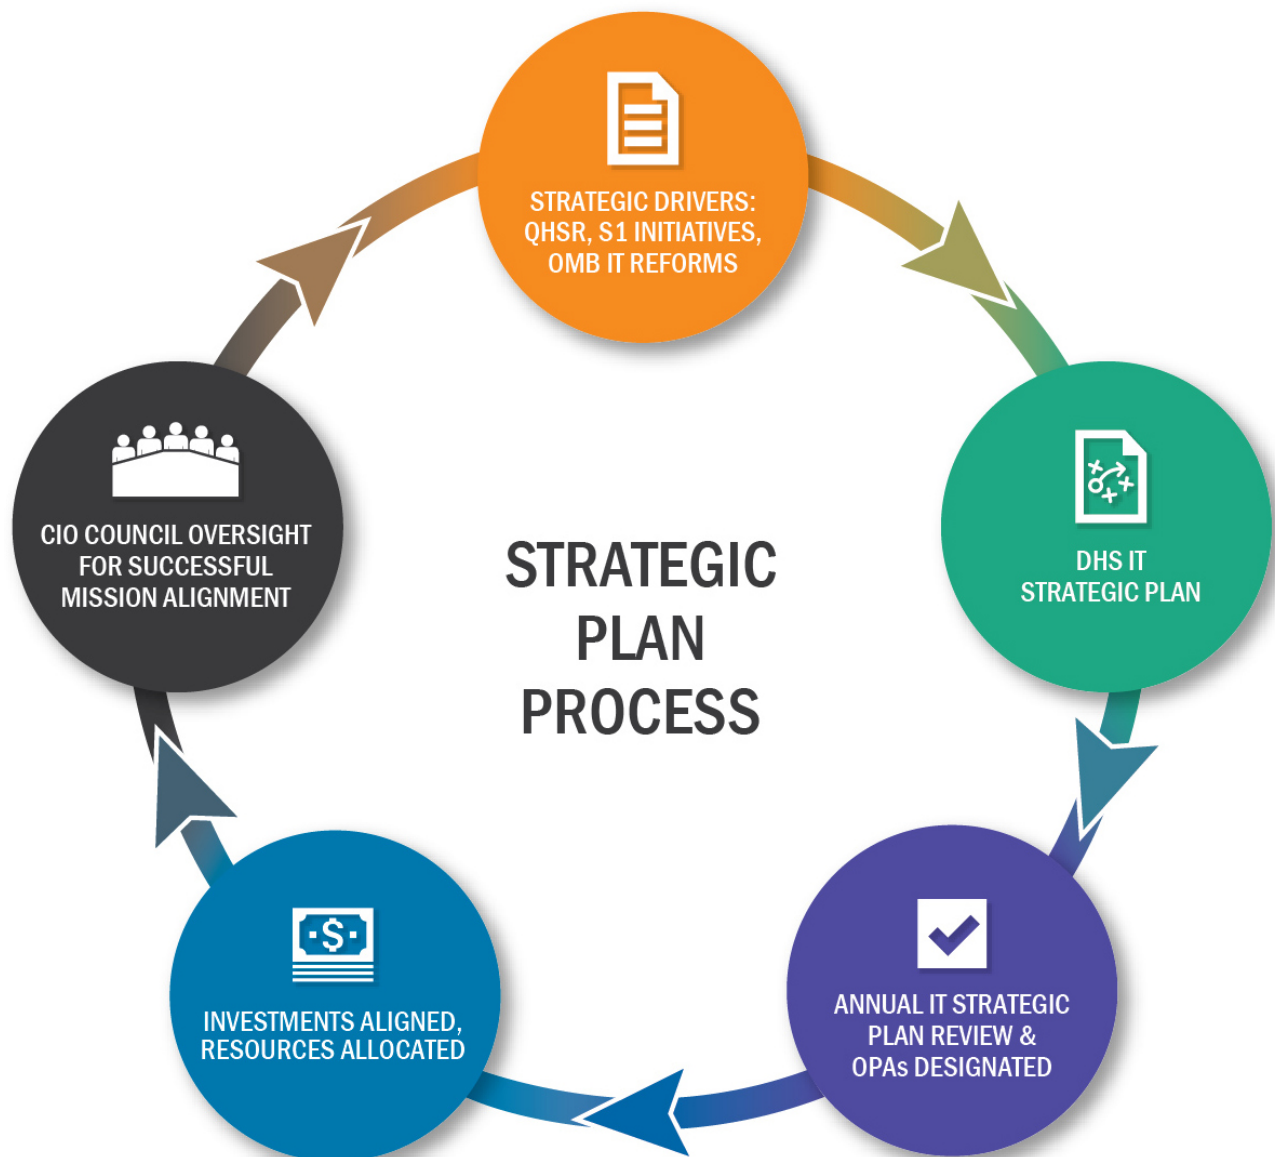 STRATEGIC DRIVERS:
QHSR, S1 INITIATIVES,
OMB IT REFORMS
DHS IT
STRATEGIC PLAN
ANNUAL IT STRATEGIC
PLAN REVIEW &
OPAs DESIGNATED
$
INVESTMENTS ALIGNED,
RESOURCES ALLOCATED
CIO COUNCIL OVERSIGHT
FOR SUCCESSFUL
MISSION ALIGNMENT
STRATEGIC
PLAN
PROCESS